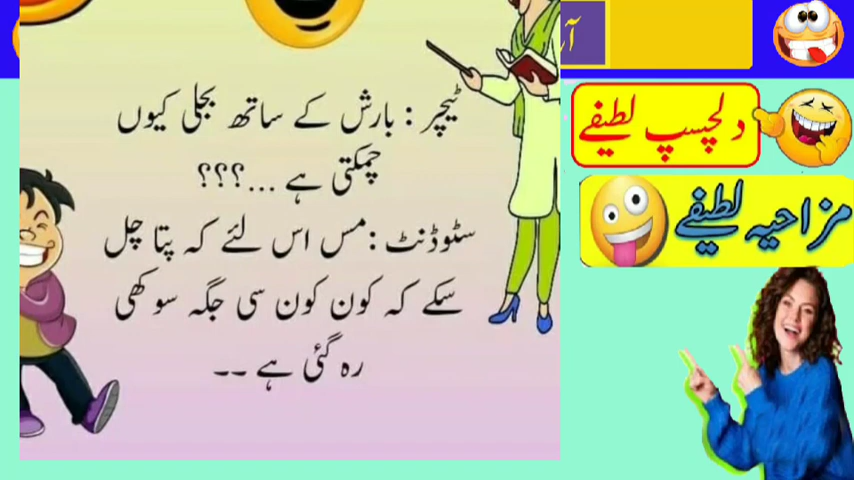 ٹیچر : بارش کے ساتھ بجلی کیوں
چمکتی ہے ...؟؟؟
سٹوڈنٹ :مس اس لئے کہ پتا چل
سکے کہ کون کون سی جگہ سوکھی
رہ گئی ہے --
دلچسپ لطیفے
مزاحیہ لطیفے